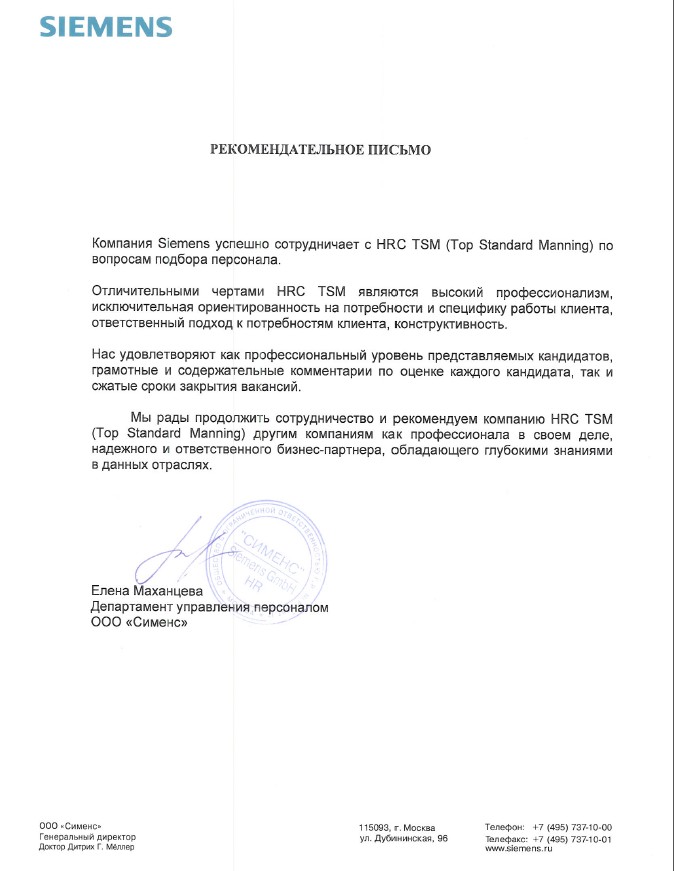 SIEMENS
РЕКОМЕНДАТЕЛЬНОЕ ПИСЬМО
Компания Siemens успешно сотрудничает с HRC TSM (Top Standard Manning) по
вопросам подбора персонала.
Отличительными чертами HRC TSM являются высокий профессионализм,
исключительная ориентированность на потребности и специфику работы клиента,
ответственный подход к потребностям клиента, конструктивность.
Нас удовлетворяют как профессиональный уровень представляемых кандидатов,
грамотные и содержательные комментарии по оценке каждого кандидата, так и
сжатые сроки закрытия вакансий.
Мы рады продолжить сотрудничество и рекомендуем компанию HRC TSM
(Top Standard Manning) другим компаниям как профессионала в своем деле,
надежного и ответственного бизнес-партнера, обладающего глубокими знаниями
в данных отраслях.
"СИМЕНС"
Siemens GmbH
HR
Елена Маханцева
Департамент управления персоналом
ООО «Сименс»
ООО «Сименс»
Генеральный директор
Доктор Дитрих Г. Мёллер
115093, г. Москва
ул. Дубининская, 96
Телефон: +7 (495) 737-10-00
Телефакс: +7 (495) 737-10-01
www.siemens.ru